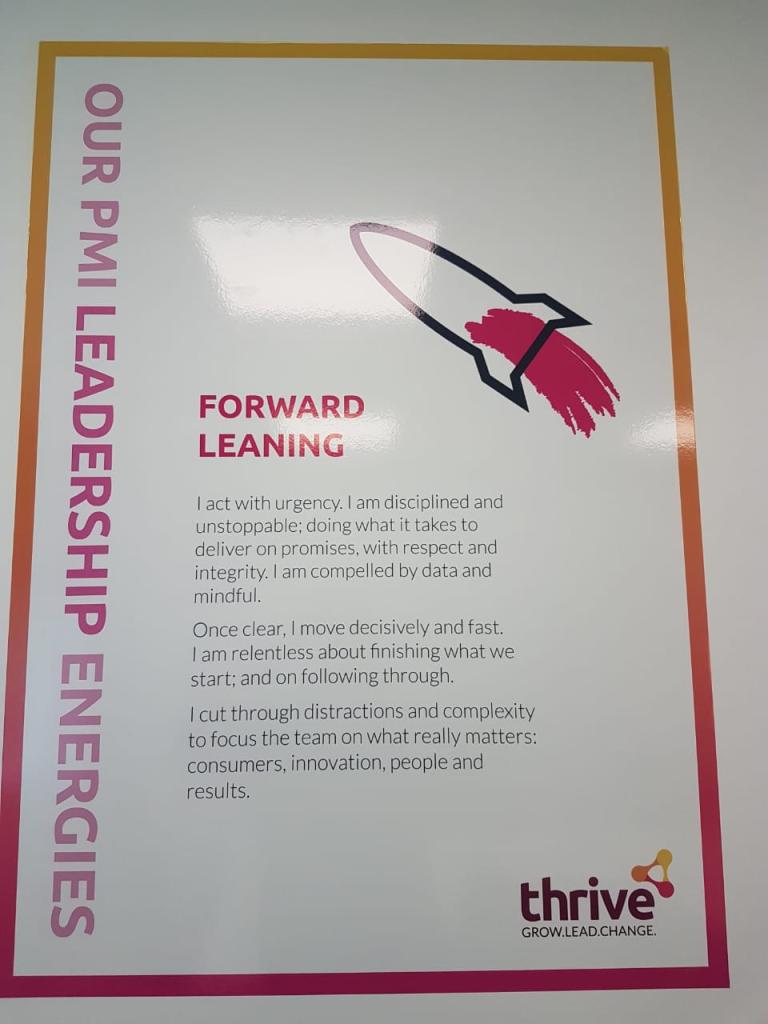 OUR PMI LEADERSHIP ENERGIES
FORWARD
LEANING
I act with urgency. I am disciplined and
unstoppable; doing what it takes to
deliver on promises, with respect and
integrity. I am compelled by data and
mindful.
Once clear, I move decisively and fast.
I am relentless about finishing what we
start; and on following through.
I cut through distractions and complexity
to focus the team on what really matters:
consumers, innovation, people and
results.
thrive
GROW.LEAD.CHANGE.